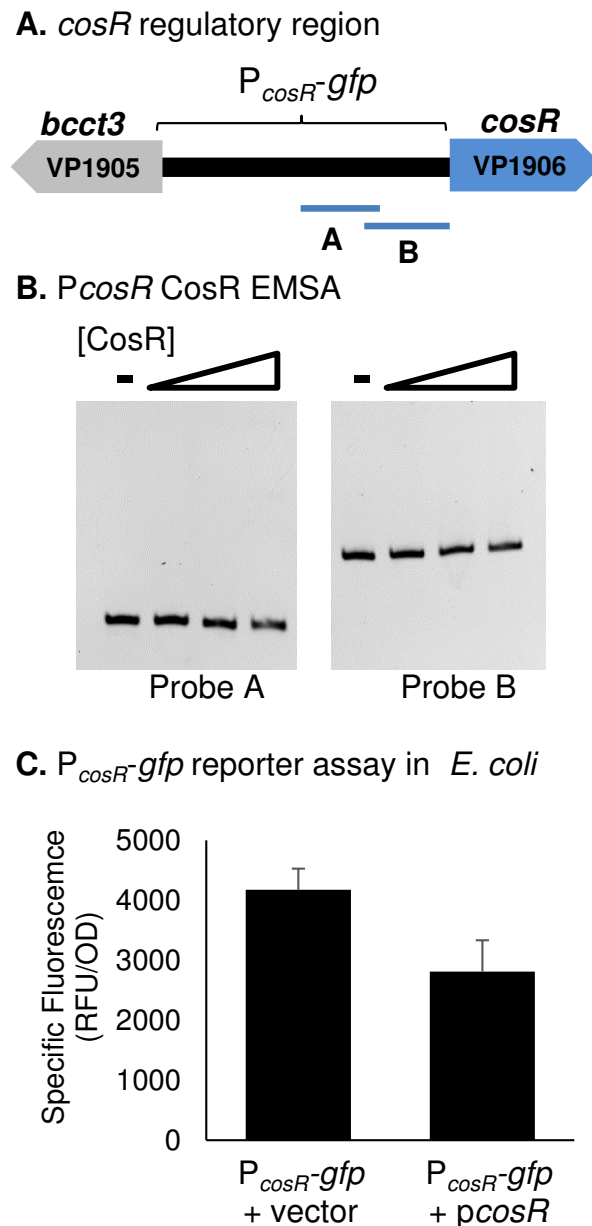 A. cosR regulatory region
PcosR-gfp
bcct3
cosR
VP1905
VP1906
A
B
B. PcosR CosR EMSA
[CosR]
-
-
Probe A
Probe B
C. PcosR-gfp reporter assay in E. coli
Specific Fluorescemce
(RFU/OD)
5000
4000
3000
2000
1000
0
PcosR-gfp
+ vector
PcosR-gfp
+ pcosR